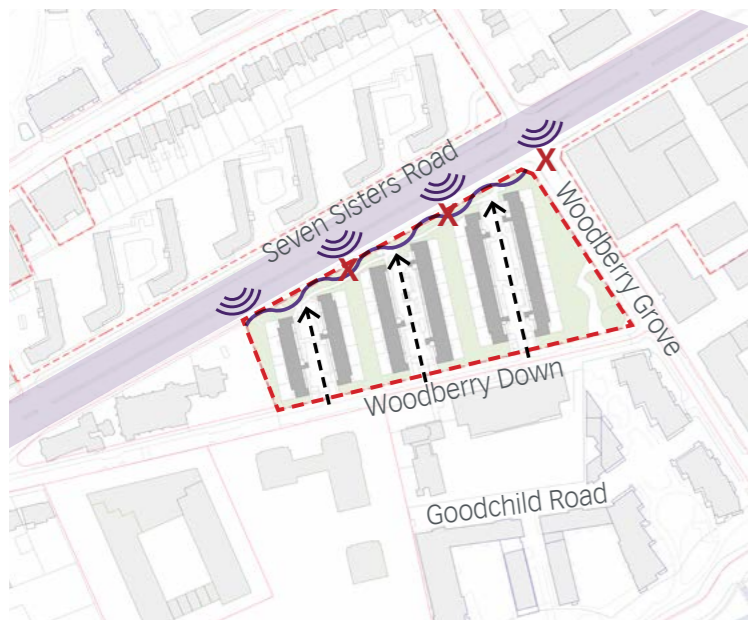 Seven Sisters Road
X
X
X
Woodberry Grove
Woodberry Down
Goodchild Road